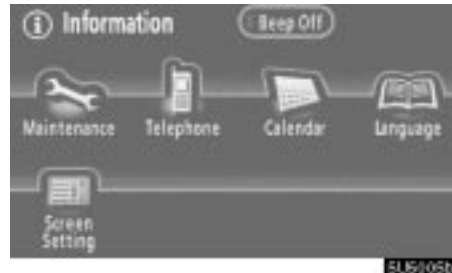 i Information Beep Off
Maintenance Telephone Calendar Language
Screen
Setting